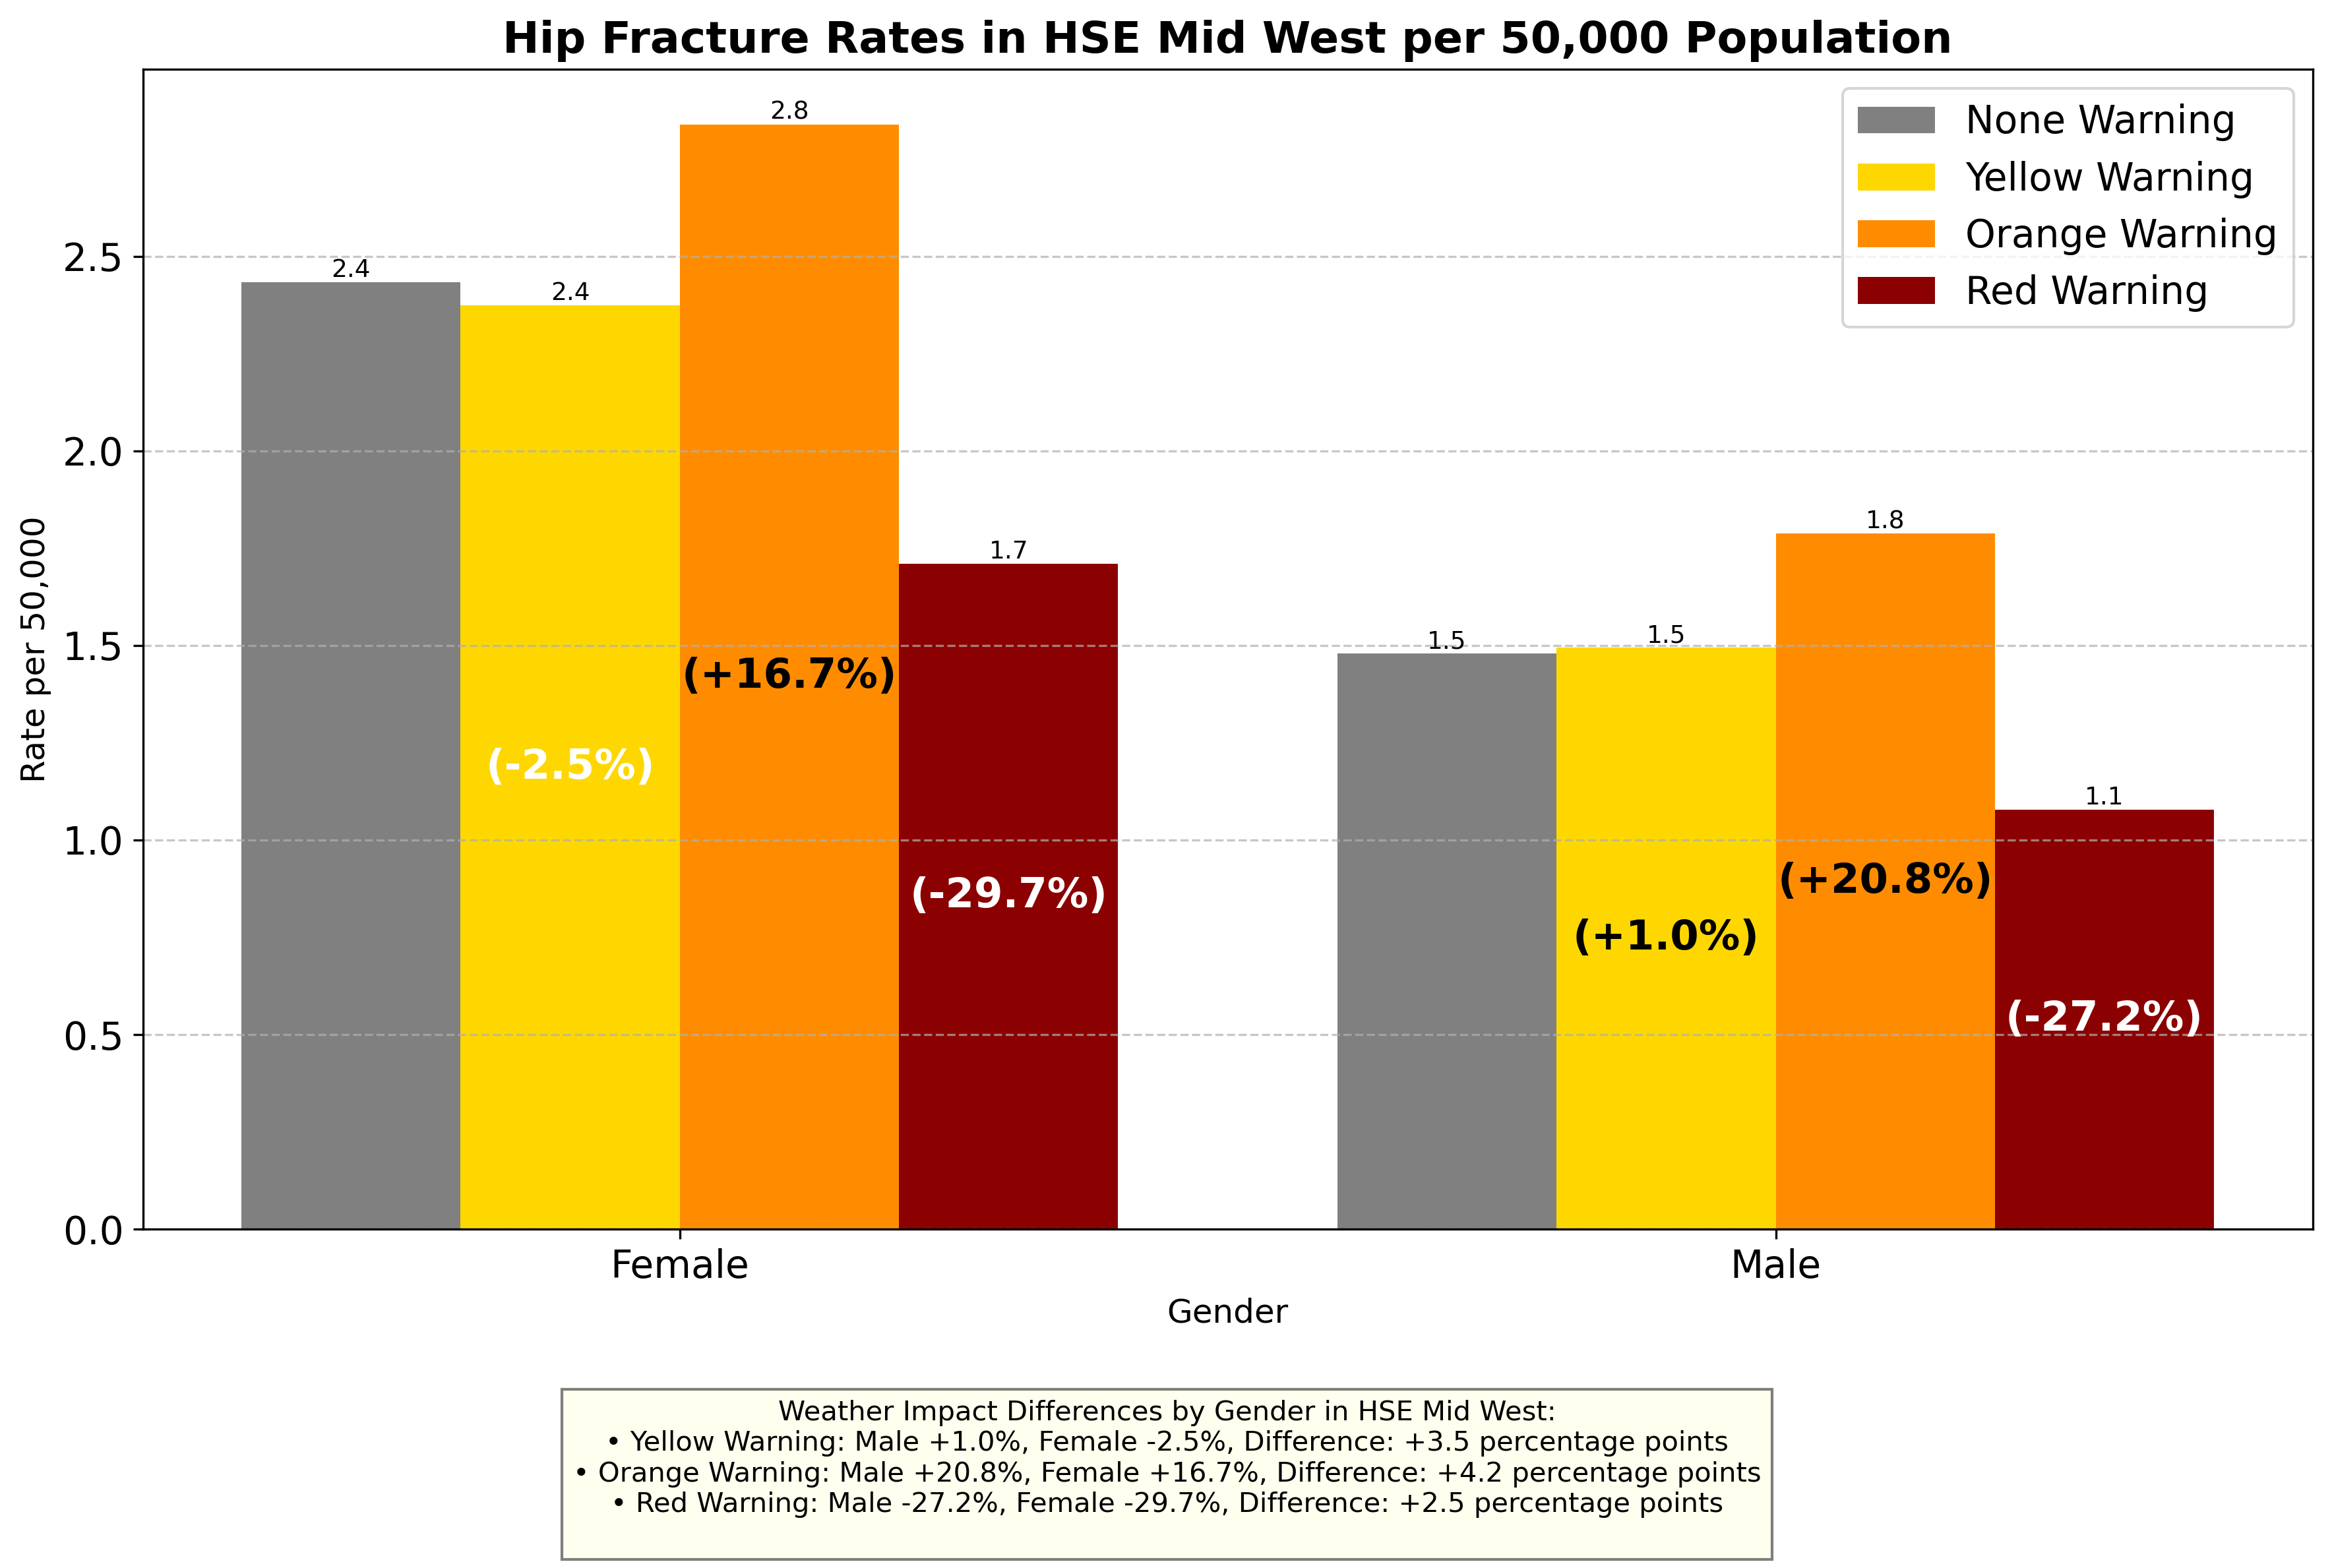 Hip Fracture Rates in HSE Mid West per 50,000 Population
None Warning
Yellow Warning
Orange Warning
Red Warning
Rate per 50,000
2.5
2.0
1.5
1.0
0.5
0.0
2.4
2.4
2.8
1.7
1.5
1.5
1.8
1.1
(-2.5%)
(+16.7%)
(-29.7%)
(+1.0%)
(+20.8%)
(-27.2%)
Female
Male
Gender
Weather Impact Differences by Gender in HSE Mid West:
• Yellow Warning: Male +1.0%, Female -2.5%, Difference: +3.5 percentage points
• Orange Warning: Male +20.8%, Female +16.7%, Difference: +4.2 percentage points
• Red Warning: Male -27.2%, Female -29.7%, Difference: +2.5 percentage points